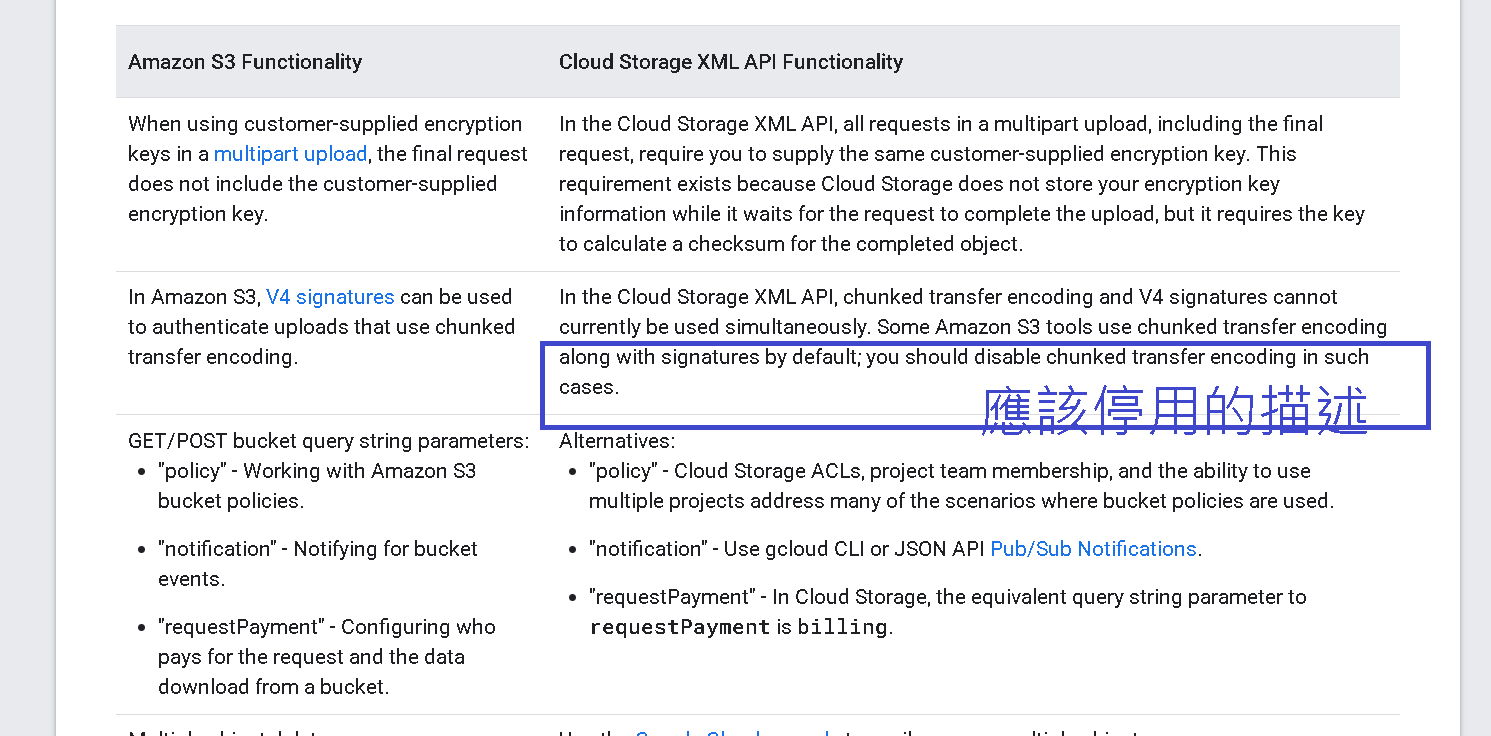 Amazon S3 Functionality
Cloud Storage XML API Functionality
When using customer-supplied encryption
keys in a multipart upload, the final request
does not include the customer-supplied
encryption key.
In the Cloud Storage XML API, all requests in a multipart upload, including the final
request, require you to supply the same customer-supplied encryption key. This
requirement exists because Cloud Storage does not store your encryption key
information while it waits for the request to complete the upload, but it requires the key
to calculate a checksum for the completed object.
In Amazon S3, V4 signatures can be used
to authenticate uploads that use chunked
transfer encoding.
In the Cloud Storage XML API, chunked transfer encoding and V4 signatures cannot
currently be used simultaneously. Some Amazon S3 tools use chunked transfer encoding
along with signatures by default; you should disable chunked transfer encoding in such
cases.
應該停用的描述
GET/POST bucket query string parameters:
• "policy" - Working with Amazon S3
bucket policies.
• "notification" - Notifying for bucket
events.
• "requestPayment" - Configuring who
pays for the request and the data
download from a bucket.
Alternatives:
• "policy" - Cloud Storage ACLs, project team membership, and the ability to use
multiple projects address many of the scenarios where bucket policies are used.
• "notification" - Use gcloud CLI or JSON API Pub/Sub Notifications.
• "requestPayment" - In Cloud Storage, the equivalent query string parameter to
requestPayment is billing.